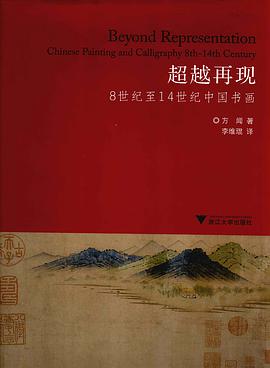 Beyond Representation
Chinese Painting and Calligraphy 8th-14th Century
超越再现
8世纪至14世纪中国书画
◎ 方 闻 著
李维琨 译
浙江大学出版社